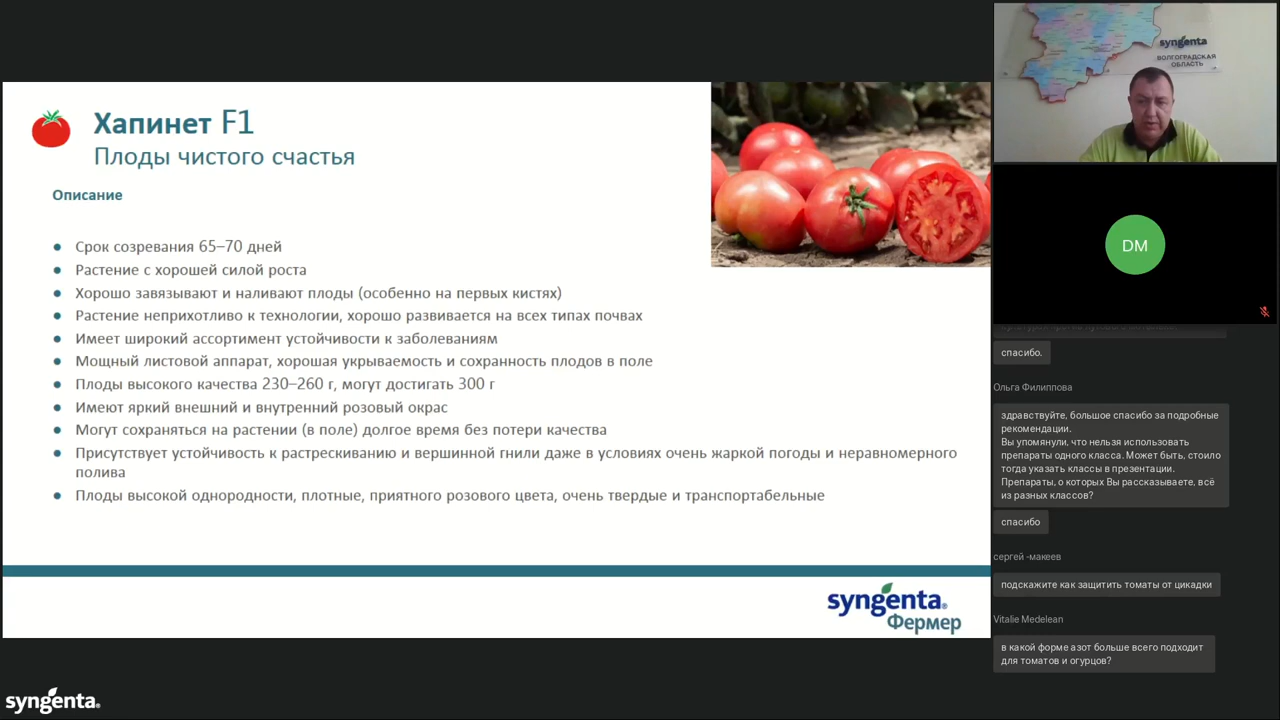 Хапинет F1
Плоды чистого счастья
Описание
Срок созревания 65–70 дней
Растение с хорошей силой роста
Хорошо завязывают и наливают плоды (особенно на первых кистях)
Растение неприхотливо к технологии, хорошо развивается на всех типах почвах
Имеет широкий ассортимент устойчивости к заболеваниям
Мощный листовой аппарат, хорошая укрываемость и сохранность плодов в поле
Плоды высокого качества 230–260 г, могут достигать 300 г
Имеют яркий внешний и внутренний розовый окрас
Могут сохраняться на растении (в поле) долгое время без потери качества
Присутствует устойчивость к растрескиванию и вершинной гнили даже в условиях очень жаркой погоды и неравномерного
полива
Плоды высокой однородности, плотные, приятного розового цвета, очень твердые и транспортабельные
syngenta®
Фермер
syngenta.
syngenta
ВОЛГОГРАДСКАЯ
ОБЛАСТЬ
DM
спасибо.
Ольга Филиппова
здравствуйте, большое спасибо за подробные
рекомендации.
Вы упомянули, что нельзя использовать
препараты одного класса. Может быть, стоило
тогда указать классы в презентации.
Препараты, о которых Вы рассказываете, всё
из разных классов?
спасибо
сергей -макеев
подскажите как защитить томаты от цикадки
Vitalie Medelean
в какой форме азот больше всего подходит
для томатов и огурцов?